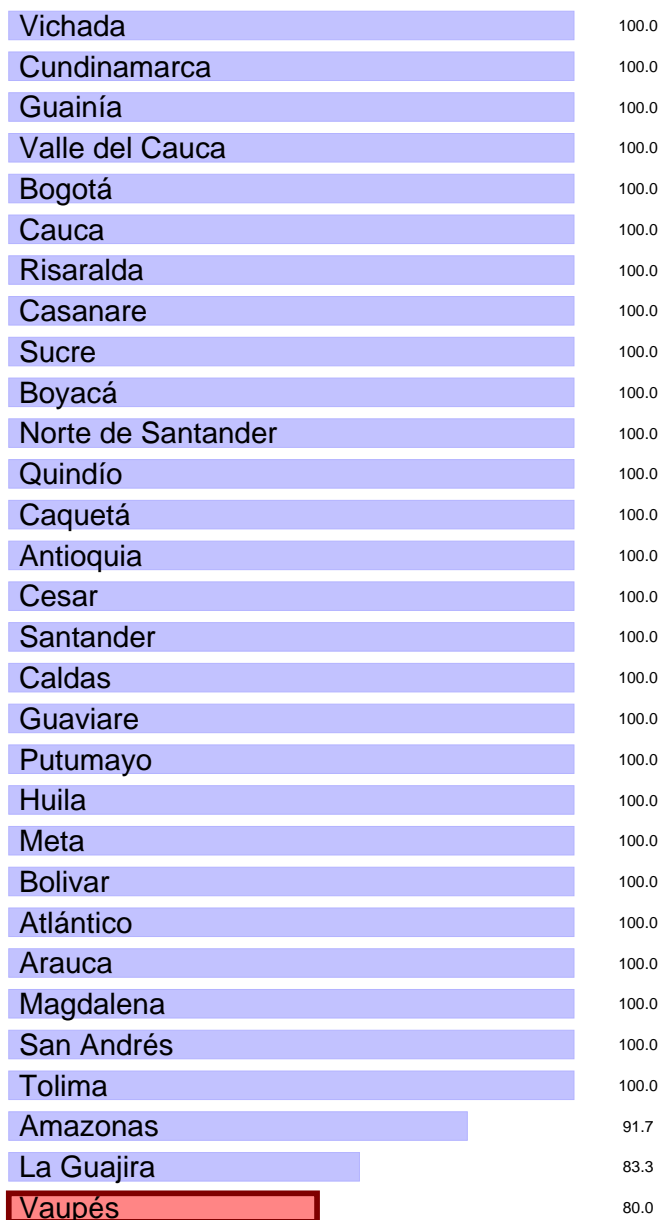 Vichada 100.0
Cundinamarca 100.0
Guainía 100.0
Valle del Cauca 100.0
Bogotá 100.0
Cauca 100.0
Risaralda 100.0
Casanare 100.0
Sucre 100.0
Boyacá 100.0
Norte de Santander 100.0
Quindío 100.0
Caquetá 100.0
Antioquia 100.0
Cesar 100.0
Santander 100.0
Caldas 100.0
Guaviare 100.0
Putumayo 100.0
Huila 100.0
Meta 100.0
Bolivar 100.0
Atlántico 100.0
Arauca 100.0
Magdalena 100.0
San Andrés 100.0
Tolima 100.0
Amazonas 91.7
La Guajira 83.3
Vaupés 80.0